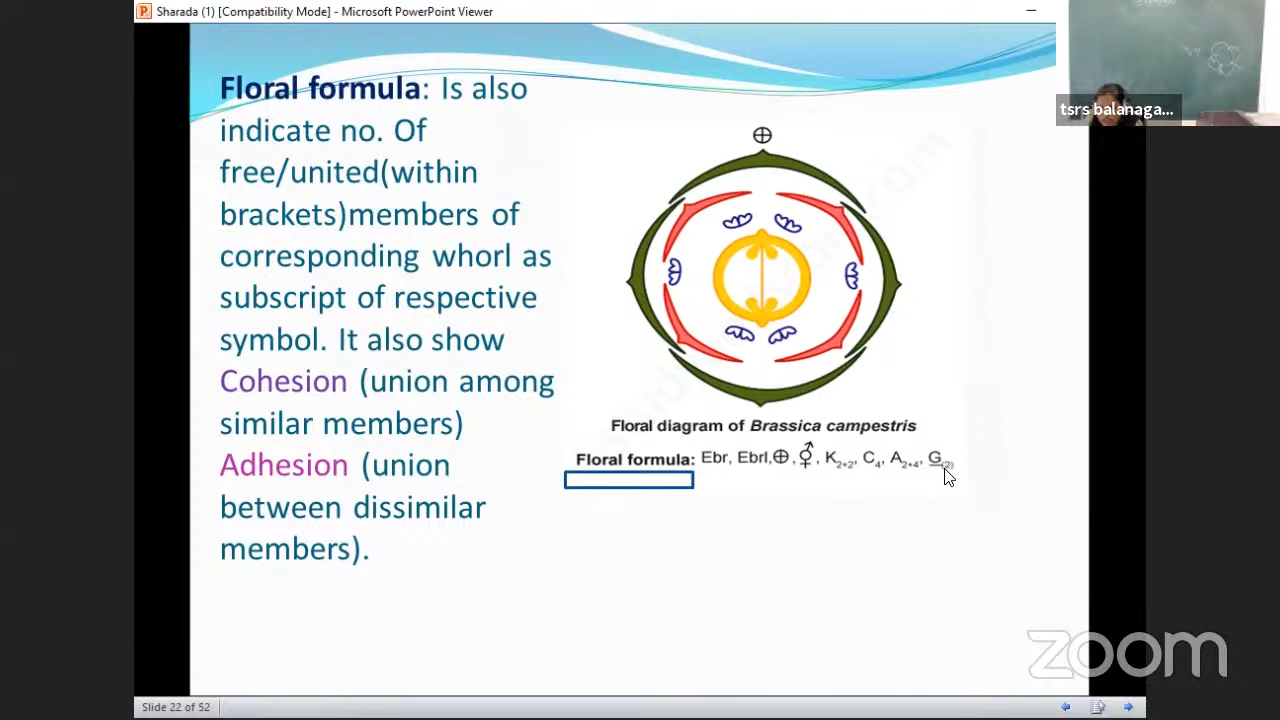 Sharada (1) [Compatibility Mode] - Microsoft PowerPoint Viewer
tsrs balanaga...
Floral formula: Is also
indicate no. Of
free/united(within
brackets)members of
corresponding whorl as
subscript of respective
symbol. It also show
Cohesion (union among
similar members)
Adhesion (union
between dissimilar
members).
⊕
Floral diagram of Brassica campestris
Floral formula: Ebr, Ebrl,⊕,⚥, K2+2, C4, A2+4, G(2)
zoom
Slide 22 of 52